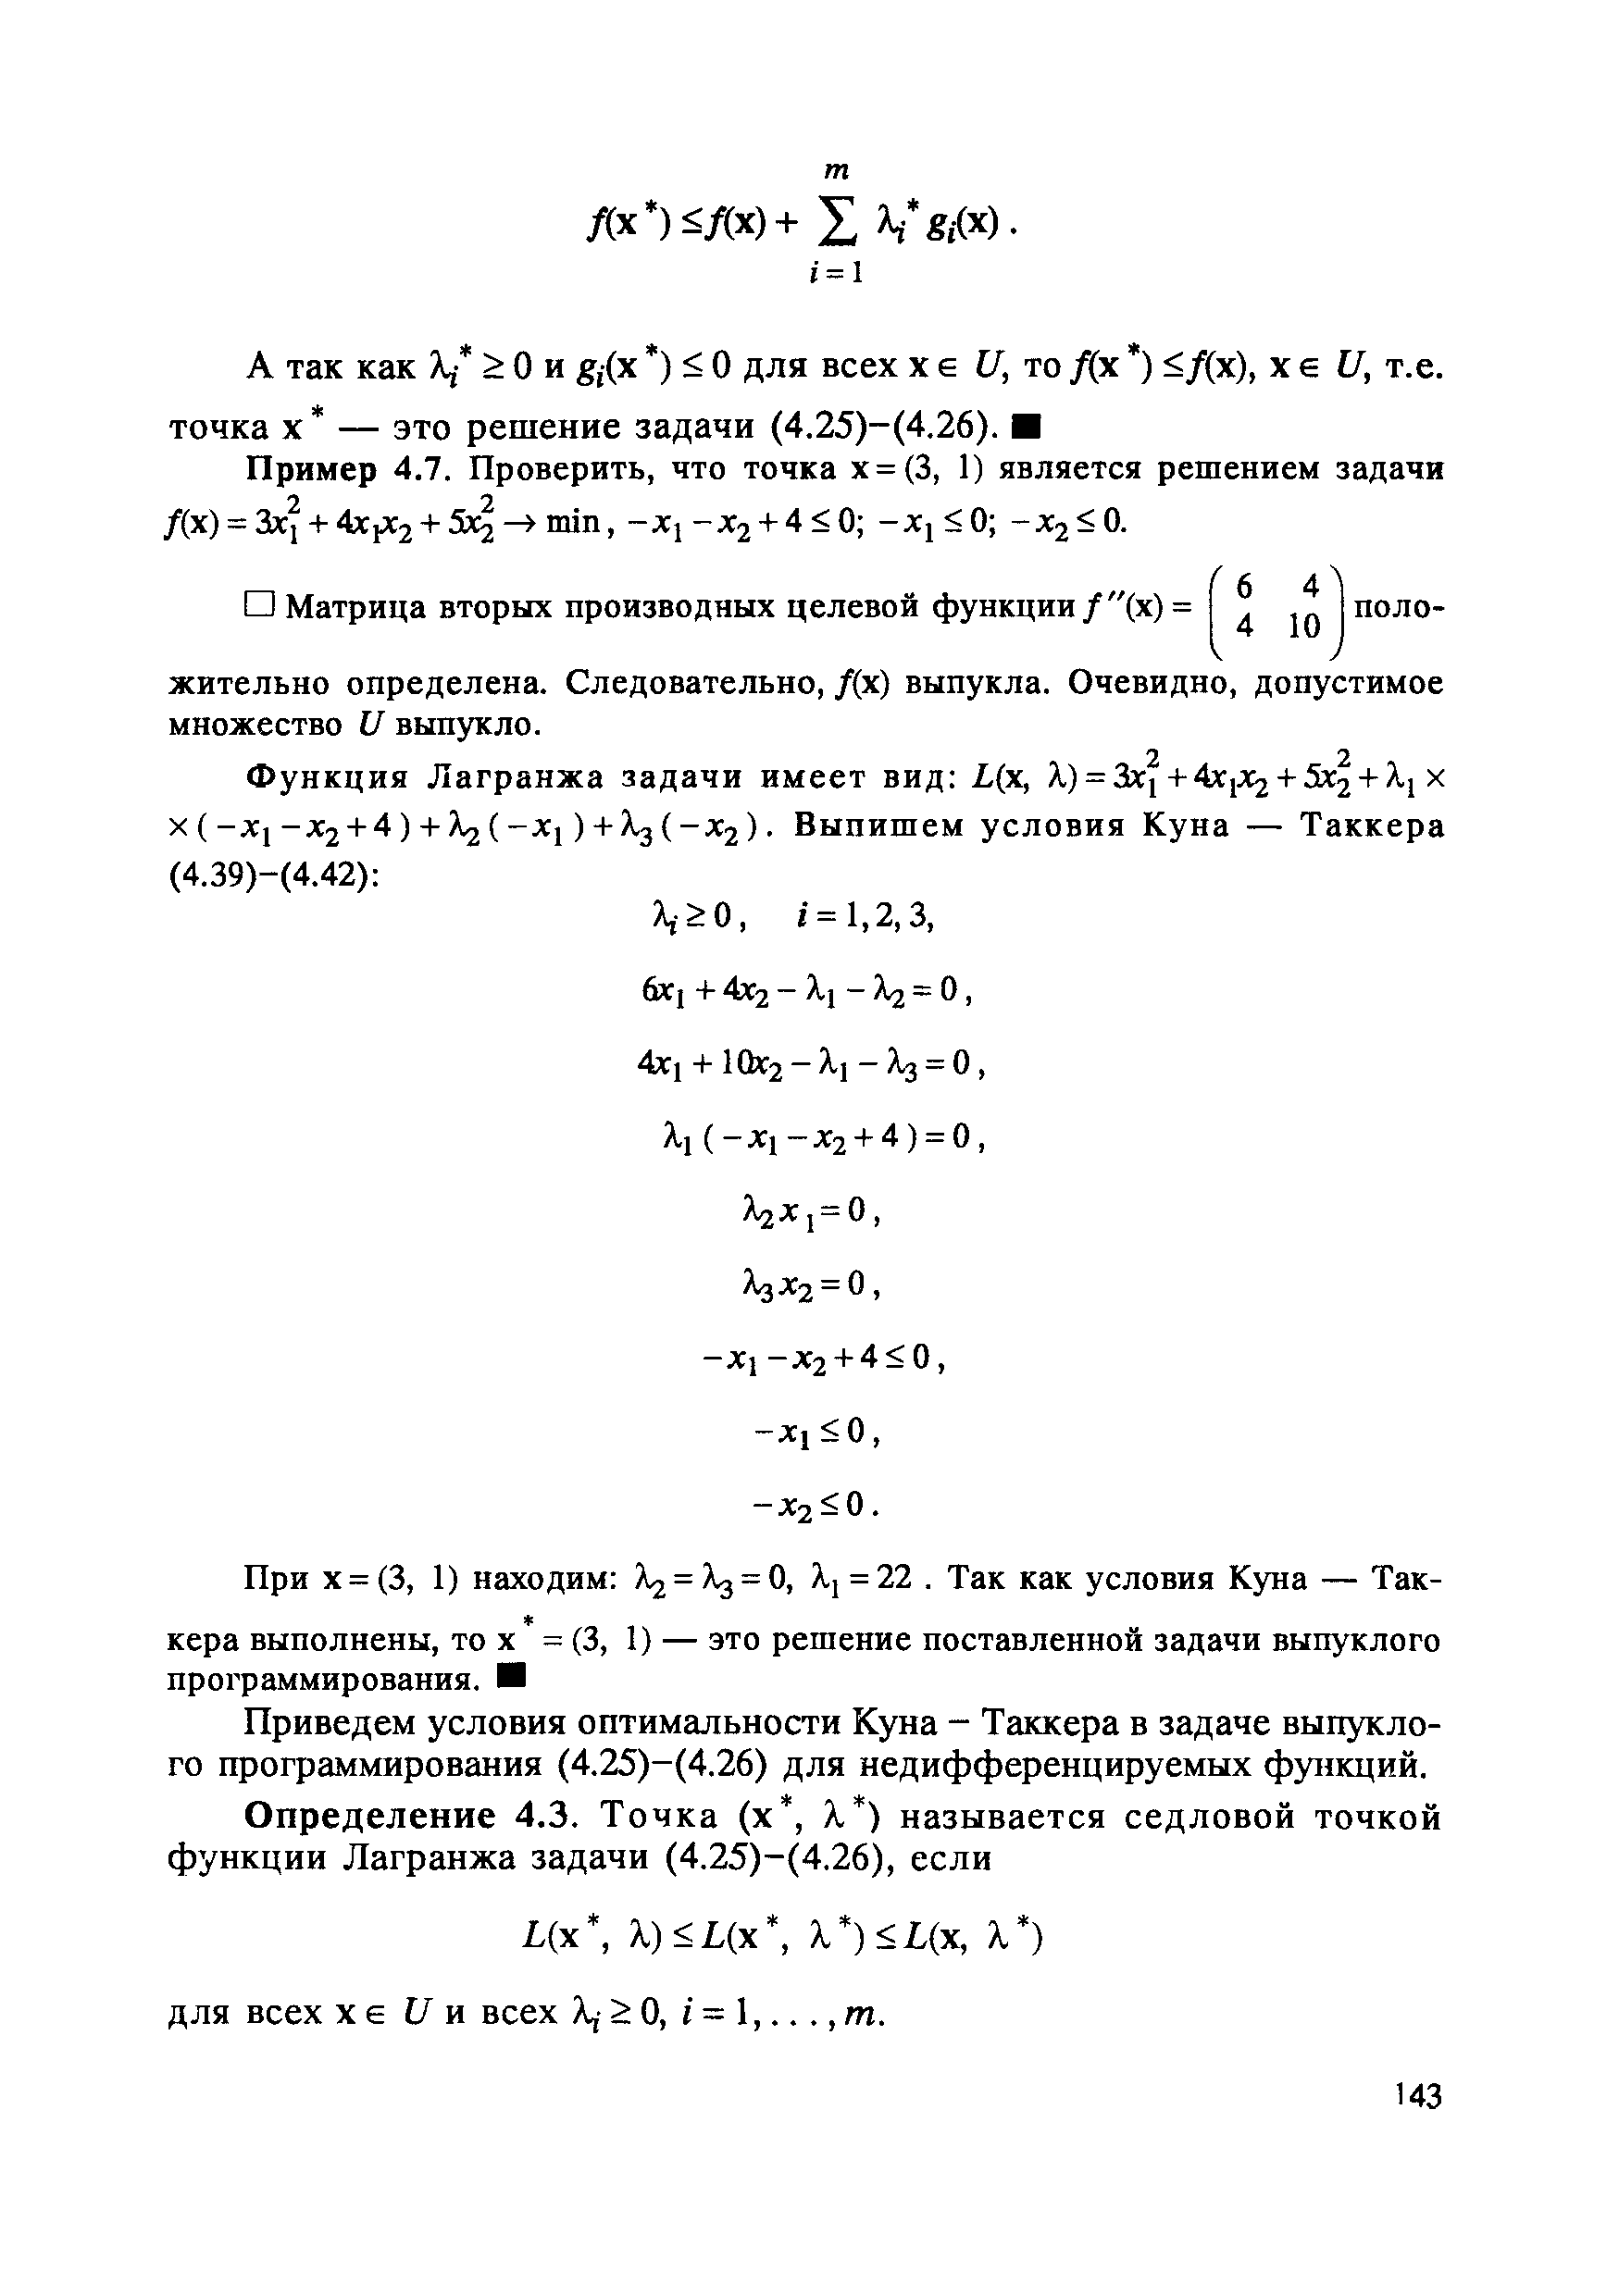 m
f(x*) ≤ f(x) + Σ λᵢ* gᵢ(x) .
i = 1
А так как λᵢ* ≥ 0 и gᵢ(x*) ≤ 0 для всех x ∈ U, то f(x*) ≤ f(x), x ∈ U, т.е.
точка x* — это решение задачи (4.25)–(4.26). ■
Пример 4.7. Проверить, что точка x = (3, 1) является решением задачи
f(x) = 3x₁² + 4x₁x₂ + 5x₂² → min , −x₁ − x₂ + 4 ≤ 0; −x₁ ≤ 0; −x₂ ≤ 0.
□ Матрица вторых производных целевой функции f″(x) = ( 6 4 ; 4 10 ) поло-
жительно определена. Следовательно, f(x) выпукла. Очевидно, допустимое
множество U выпукло.
Функция Лагранжа задачи имеет вид: L(x, λ) = 3x₁² + 4x₁x₂ + 5x₂² + λ₁ ×
× ( −x₁ − x₂ + 4 ) + λ₂ ( −x₁ ) + λ₃ ( −x₂ ). Выпишем условия Куна — Таккера
(4.39)–(4.42):
λᵢ ≥ 0 , i = 1, 2, 3,
6x₁ + 4x₂ − λ₁ − λ₂ = 0 ,
4x₁ + 10x₂ − λ₁ − λ₃ = 0 ,
λ₁ ( −x₁ − x₂ + 4 ) = 0 ,
λ₂x₁ = 0 ,
λ₃x₂ = 0 ,
−x₁ − x₂ + 4 ≤ 0 ,
−x₁ ≤ 0 ,
−x₂ ≤ 0 .
При x = (3, 1) находим: λ₂ = λ₃ = 0, λ₁ = 22 . Так как условия Куна — Так-
кера выполнены, то x* = (3, 1) — это решение поставленной задачи выпуклого
программирования. ■
Приведем условия оптимальности Куна – Таккера в задаче выпукло-
го программирования (4.25)–(4.26) для недифференцируемых функций.
Определение 4.3. Точка (x*, λ*) называется седловой точкой
функции Лагранжа задачи (4.25)–(4.26), если
L(x*, λ) ≤ L(x*, λ*) ≤ L(x, λ*)
для всех x ∈ U и всех λᵢ ≥ 0, i = 1, . . . , m.
143